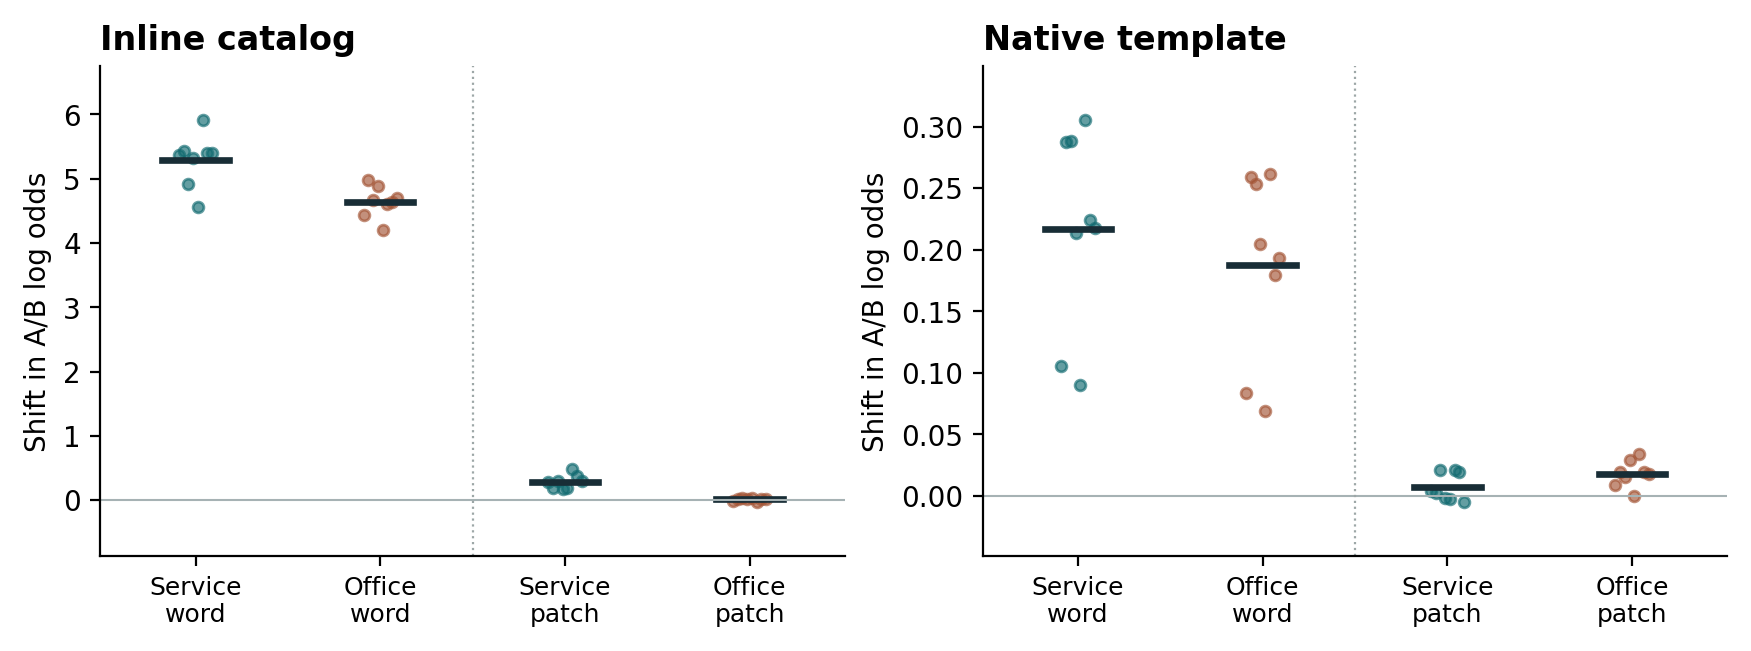 Inline catalog
Shift in A/B log odds
6
5
4
3
2
1
0
Service
word
Office
word
Service
patch
Office
patch
Native template
Shift in A/B log odds
0.30
0.25
0.20
0.15
0.10
0.05
0.00
Service
word
Office
word
Service
patch
Office
patch